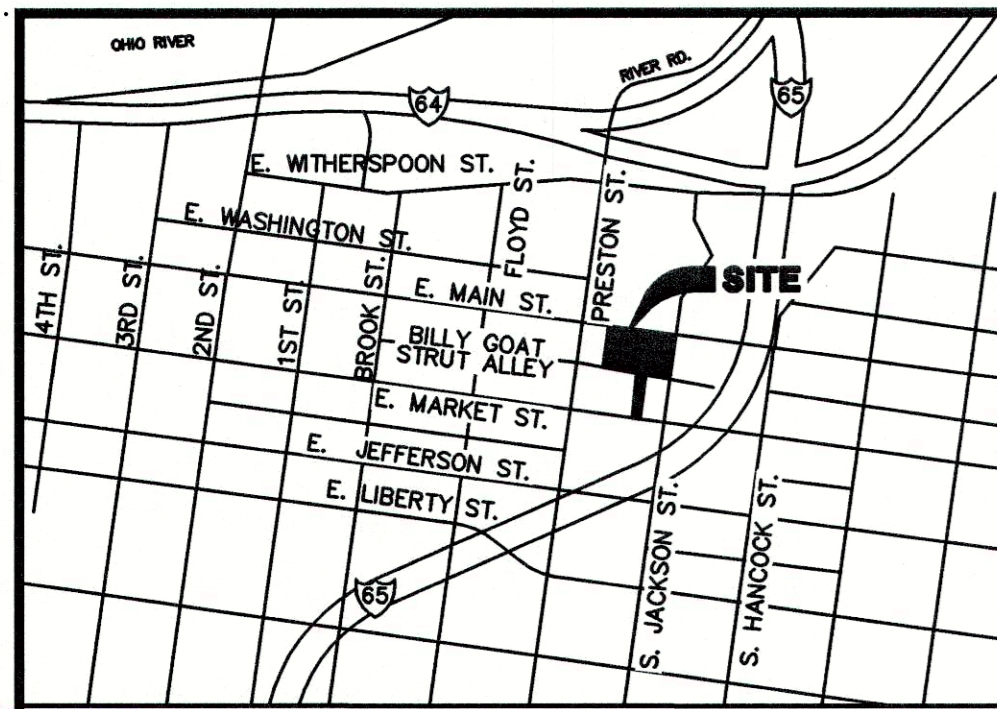 OHIO RIVER
RIVER RD.
64
65
E. WITHERSPOON ST.
FLOYD ST.
PRESTON ST.
E. WASHINGTON ST.
SITE
4TH ST.
3RD ST.
2ND ST.
1ST ST.
BROOK ST.
E. MAIN ST.
BILLY GOAT
STRUT ALLEY
E. MARKET ST.
E. JEFFERSON ST.
E. LIBERTY ST.
S. JACKSON ST.
S. HANCOCK ST.
65